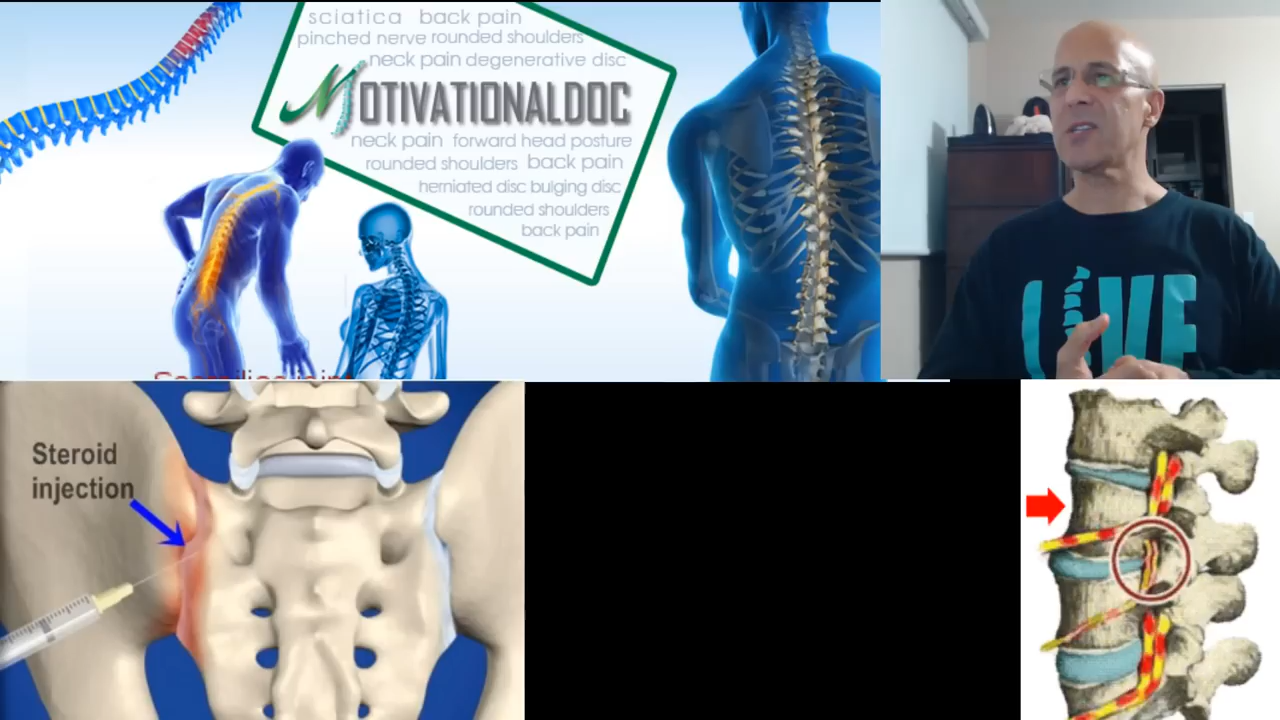 sciatica back pain
pinched nerve rounded shoulders
neck pain degenerative disc
MOTIVATIONALDOC
neck pain forward head posture
rounded shoulders back pain
herniated disc bulging disc
rounded shoulders
back pain
LIVE
Steroid
injection